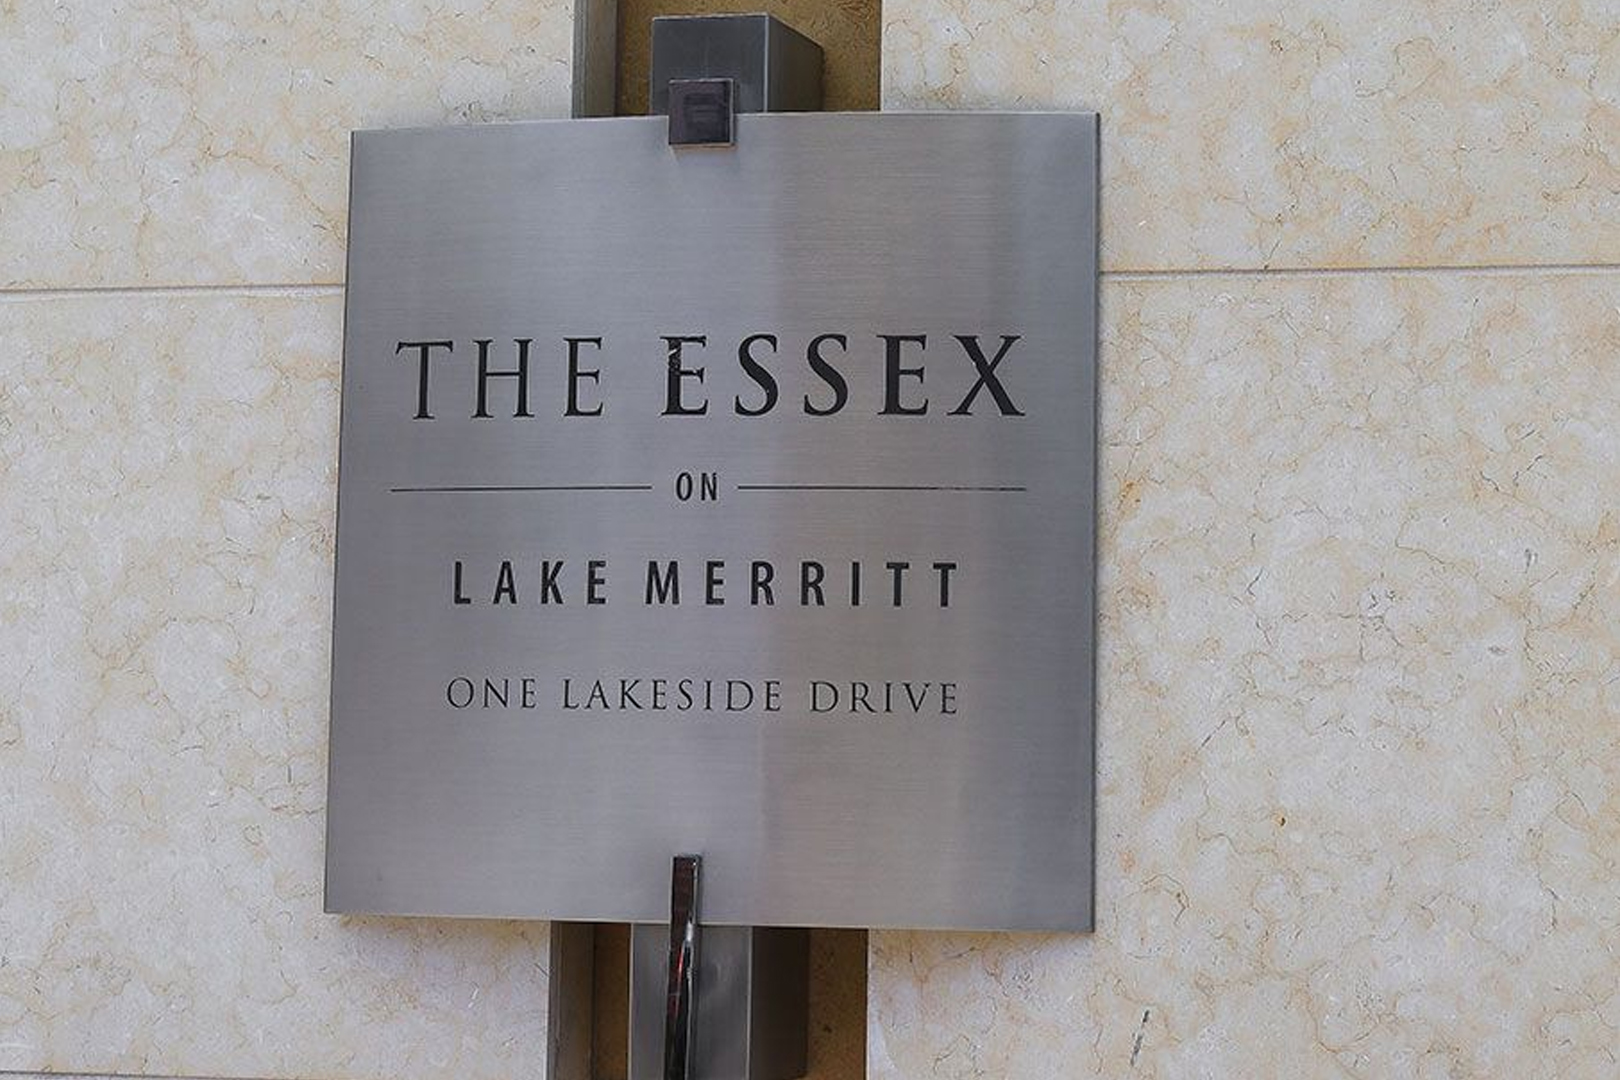 THE ESSEX
ON
LAKE MERRITT
ONE LAKESIDE DRIVE